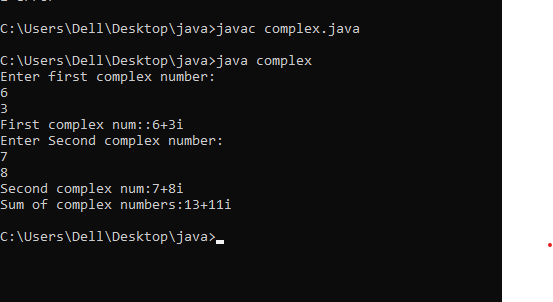 C:\Users\Dell\Desktop\java>javac complex.java
C:\Users\Dell\Desktop\java>java complex
Enter first complex number:
6
3
First complex num::6+3i
Enter Second complex number:
7
8
Second complex num:7+8i
Sum of complex numbers:13+11i
C:\Users\Dell\Desktop\java>